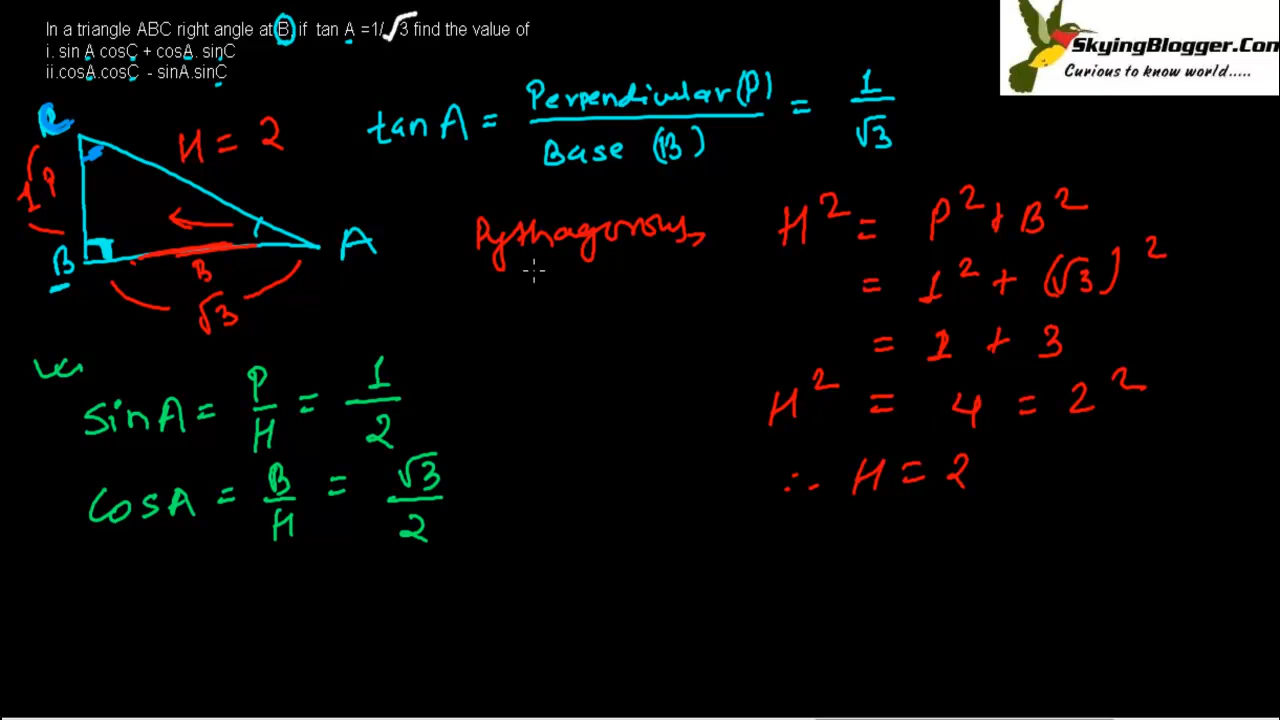 In a triangle ABC right angle at B, if tan A =1/√3 find the value of
i. sin A cosC + cosA. sinC
ii.cosA.cosC - sinA.sinC
SkyingBlogger.Com
Curious to know world.....
tan A = Perpendicular (P) / Base (B) = 1 / √3
H = 2
1 P
B
A
B
√3
Pythagorous,
H² = P² + B²
= 1² + (√3)²
= 1 + 3
H² = 4 = 2²
∴ H = 2
sin A = P / H = 1 / 2
cos A = B / H = √3 / 2